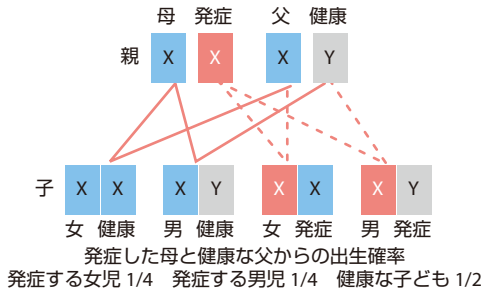 母 発症 父 健康
親 X X X Y
子 X X X Y X X X Y
女 健康 男 健康 女 発症 男 発症
発症した母と健康な父からの出生確率
発症する女児 1/4 発症する男児 1/4 健康な子ども 1/2